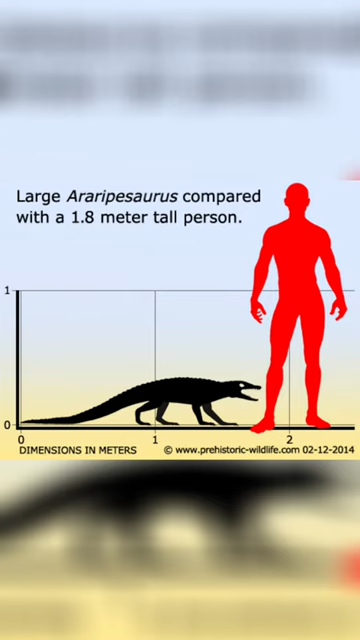 Large Araripesaurus compared
with a 1.8 meter tall person.
1
0
0 1 2
DIMENSIONS IN METERS © www.prehistoric-wildlife.com 02-12-2014